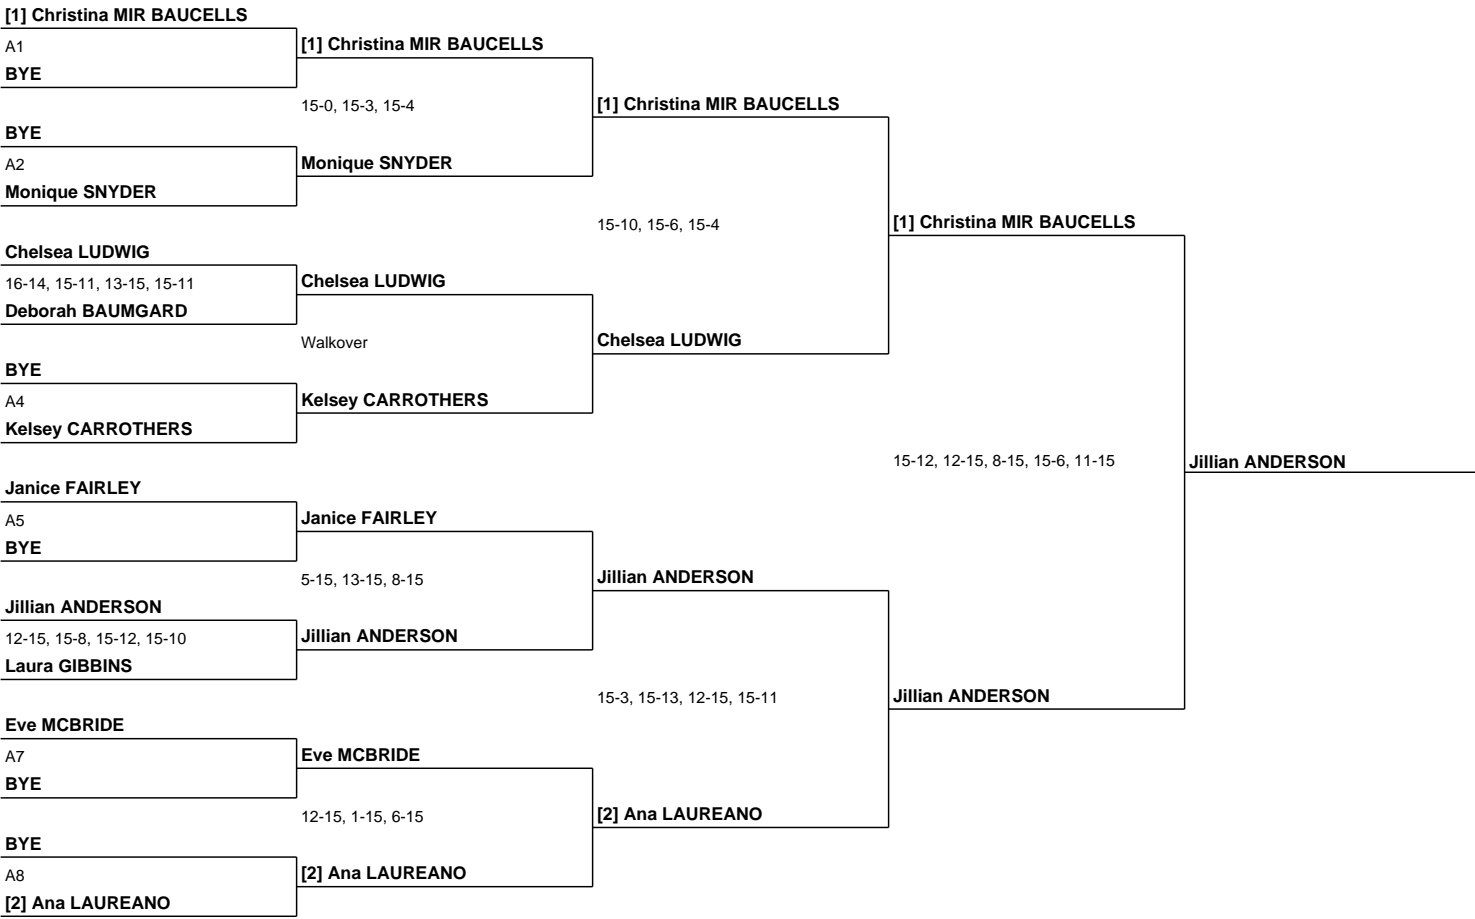 [1] Christina MIR BAUCELLS
A1
BYE
BYE
A2
Monique SNYDER
Chelsea LUDWIG
16-14, 15-11, 13-15, 15-11
Deborah BAUMGARD
BYE
A4
Kelsey CARROTHERS
Janice FAIRLEY
A5
BYE
Jillian ANDERSON
12-15, 15-8, 15-12, 15-10
Laura GIBBINS
Eve MCBRIDE
A7
BYE
BYE
A8
[2] Ana LAUREANO
[1] Christina MIR BAUCELLS
15-0, 15-3, 15-4
Monique SNYDER
Chelsea LUDWIG
Walkover
Kelsey CARROTHERS
Janice FAIRLEY
5-15, 13-15, 8-15
Jillian ANDERSON
Eve MCBRIDE
12-15, 1-15, 6-15
[2] Ana LAUREANO
[1] Christina MIR BAUCELLS
15-10, 15-6, 15-4
Chelsea LUDWIG
Jillian ANDERSON
15-3, 15-13, 12-15, 15-11
[2] Ana LAUREANO
[1] Christina MIR BAUCELLS
15-12, 12-15, 8-15, 15-6, 11-15
Jillian ANDERSON
Jillian ANDERSON